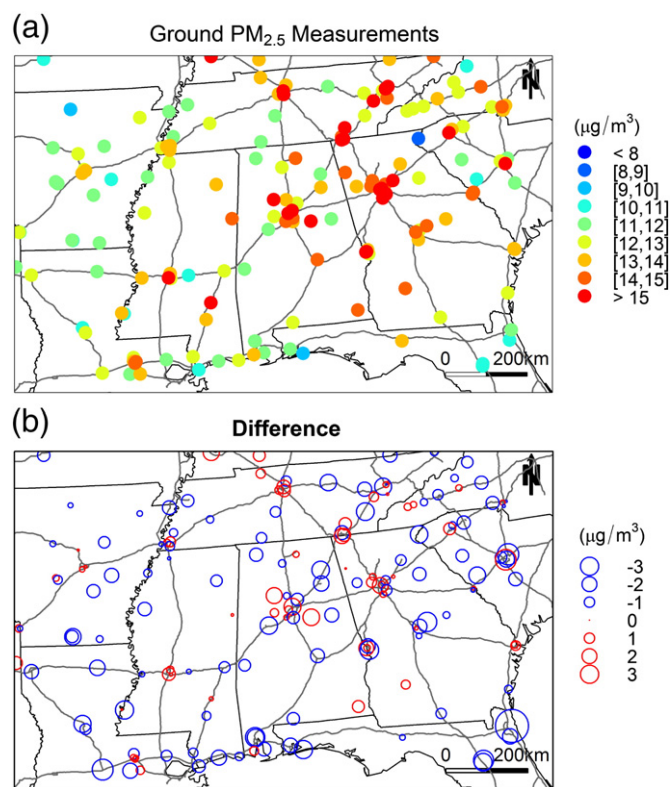 (a)
Ground PM2.5 Measurements
N
(μg/m³)
< 8
[8,9]
[9,10]
[10,11]
[11,12]
[12,13]
[13,14]
[14,15]
> 15
0 200km
(b)
Difference
N
(μg/m³)
-3
-2
-1
0
1
2
3
0 200km